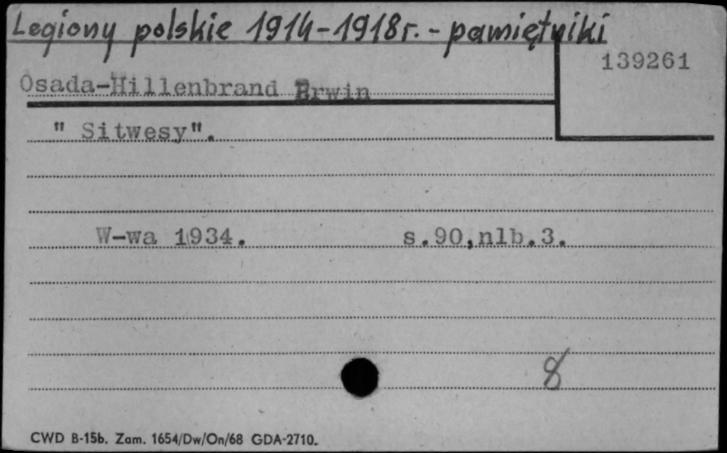 Legiony polskie 1914-1918r. - pamiętniki
139261
Osada-Hillenbrand Erwin
" Sitwesy".
W-wa 1934. s.90,nlb.3.
8
CWD B-15b. Zam. 1654/Dw/On/68 GDA-2710.